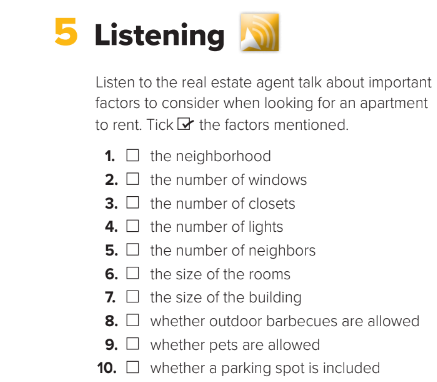 5 Listening
Listen to the real estate agent talk about important
factors to consider when looking for an apartment
to rent. Tick ☑ the factors mentioned.
1. ☐ the neighborhood
2. ☐ the number of windows
3. ☐ the number of closets
4. ☐ the number of lights
5. ☐ the number of neighbors
6. ☐ the size of the rooms
7. ☐ the size of the building
8. ☐ whether outdoor barbecues are allowed
9. ☐ whether pets are allowed
10. ☐ whether a parking spot is included